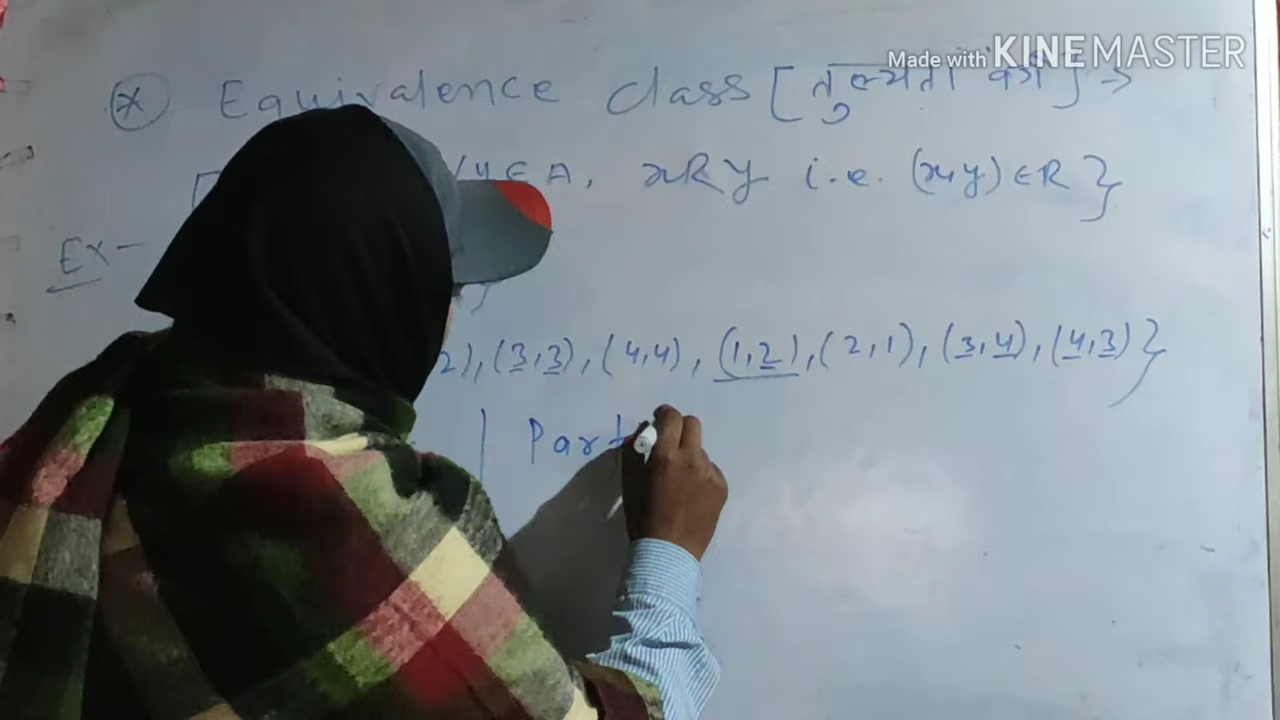 Made with KINEMASTER
* Equivalence class [तुल्यता वर्ग] →
[ /y ∈ A, xRy i.e. (x, y) ∈ R}
Ex -
2), (3,3), (4,4), (1,2), (2,1), (3,4), (4,3)}
| Part